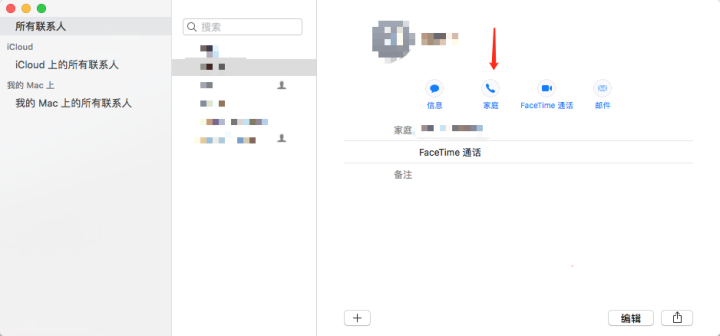 所有联系人
iCloud
iCloud 上的所有联系人
我的 Mac 上
我的 Mac 上的所有联系人
搜索
信息
家庭
FaceTime 通话
邮件
家庭
FaceTime 通话
备注
编辑